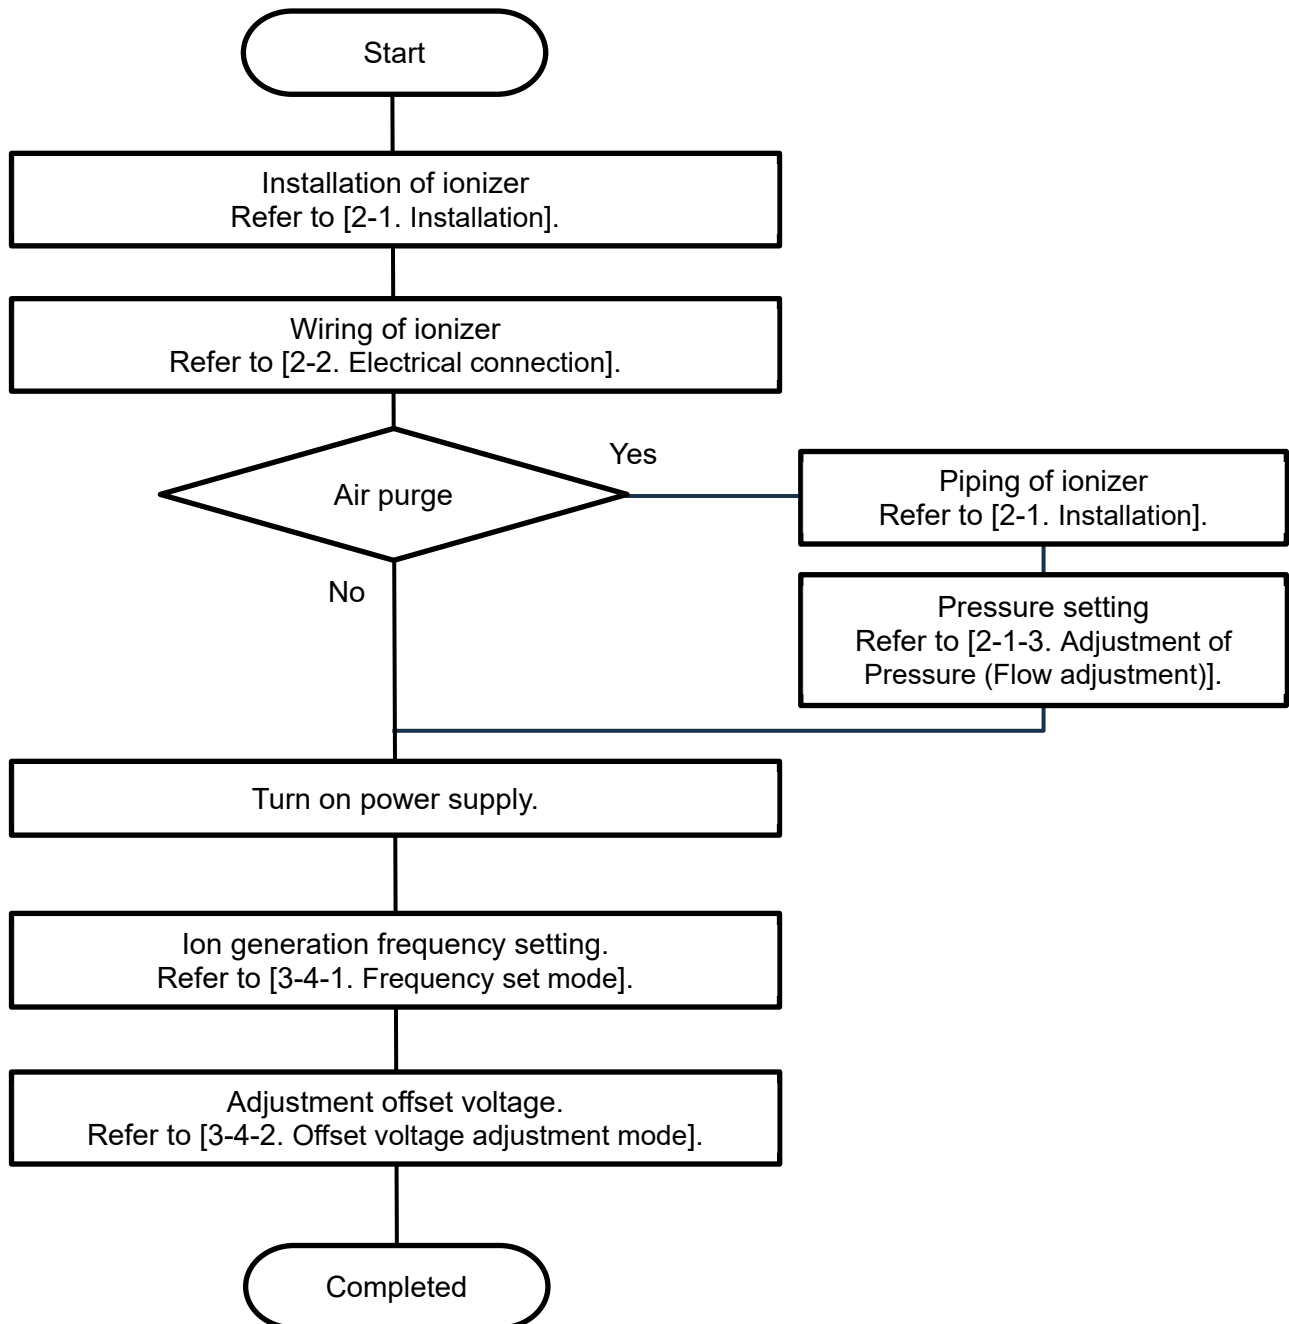 Start
Installation of ionizer
Refer to [2-1. Installation].
Wiring of ionizer
Refer to [2-2. Electrical connection].
Air purge
Yes
No
Piping of ionizer
Refer to [2-1. Installation].
Pressure setting
Refer to [2-1-3. Adjustment of
Pressure (Flow adjustment)].
Turn on power supply.
Ion generation frequency setting.
Refer to [3-4-1. Frequency set mode].
Adjustment offset voltage.
Refer to [3-4-2. Offset voltage adjustment mode].
Completed